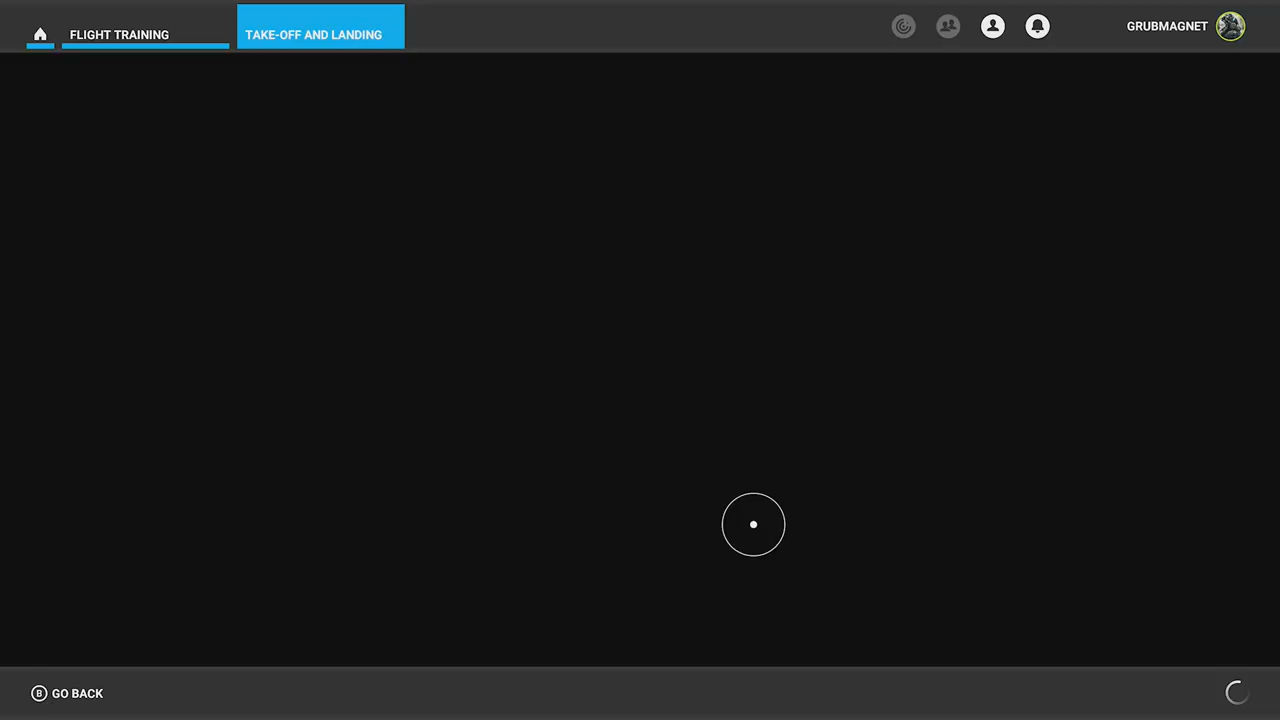 FLIGHT TRAINING
TAKE-OFF AND LANDING
GRUBMAGNET
B GO BACK